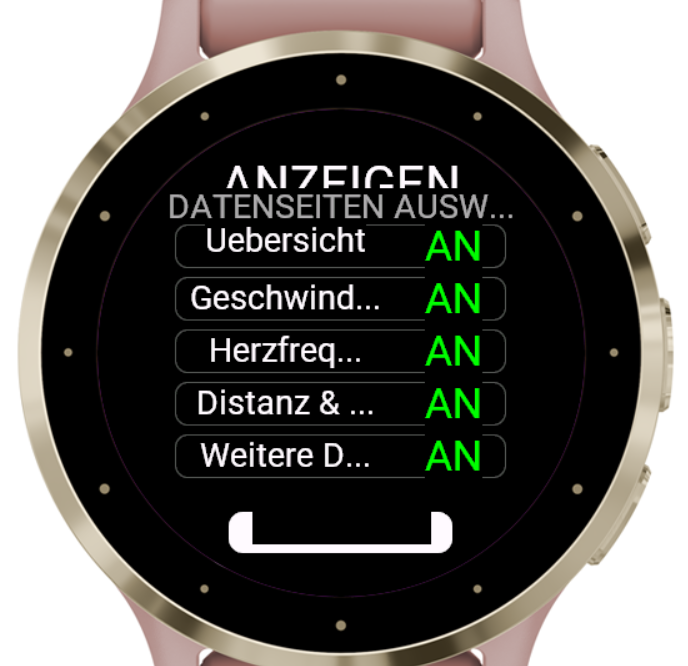 ANZEIGEN
DATENSEITEN AUSW...
Uebersicht AN
Geschwind... AN
Herzfreq... AN
Distanz & ... AN
Weitere D... AN